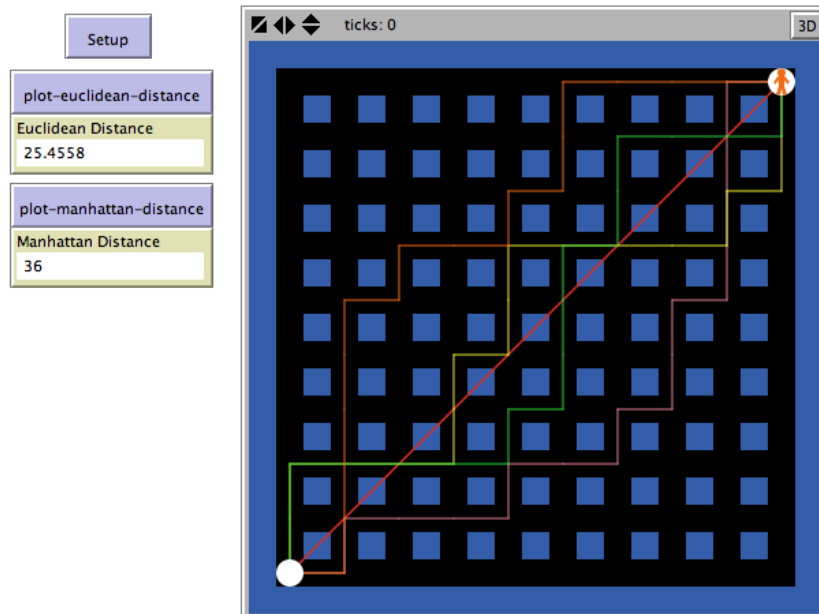 Setup
plot-euclidean-distance
Euclidean Distance
25.4558
plot-manhattan-distance
Manhattan Distance
36
ticks: 0
3D